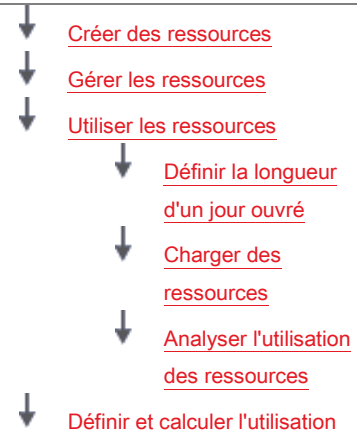 Créer des ressources
Gérer les ressources
Utiliser les ressources
Définir la longueur
d'un jour ouvré
Charger des
ressources
Analyser l'utilisation
des ressources
Définir et calculer l'utilisation